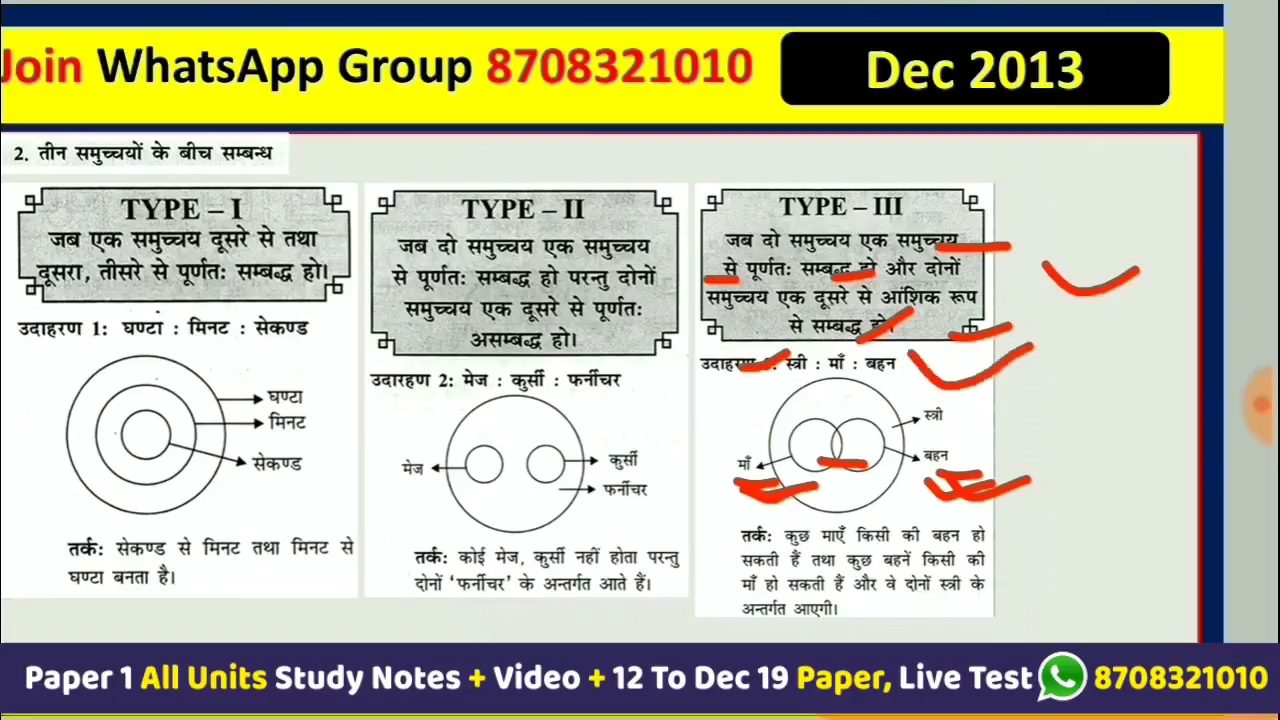 Join WhatsApp Group 8708321010
Dec 2013
2. तीन समुच्चयों के बीच सम्बन्ध
TYPE – I
जब एक समुच्चय दूसरे से तथा
दूसरा, तीसरे से पूर्णतः सम्बद्ध हो।
उदाहरण 1: घण्टा : मिनट : सेकण्ड
घण्टा
मिनट
सेकण्ड
तर्क: सेकण्ड से मिनट तथा मिनट से
घण्टा बनता है।
TYPE – II
जब दो समुच्चय एक समुच्चय
से पूर्णतः सम्बद्ध हो परन्तु दोनों
समुच्चय एक दूसरे से पूर्णतः
असम्बद्ध हो।
उदारहण 2: मेज : कुर्सी : फर्नीचर
मेज
कुर्सी
फर्नीचर
तर्क: कोई मेज, कुर्सी नहीं होता परन्तु
दोनों ‘फर्नीचर’ के अन्तर्गत आते हैं।
TYPE – III
जब दो समुच्चय एक समुच्चय
से पूर्णतः सम्बद्ध हो और दोनों
समुच्चय एक दूसरे से आंशिक रूप
से सम्बद्ध हो।
उदाहरण : स्त्री : माँ : बहन
स्त्री
माँ
बहन
तर्क: कुछ माएँ किसी की बहन हो
सकती हैं तथा कुछ बहनें किसी की
माँ हो सकती हैं और वे दोनों स्त्री के
अन्तर्गत आएगी।
Paper 1 All Units Study Notes + Video + 12 To Dec 19 Paper, Live Test 8708321010